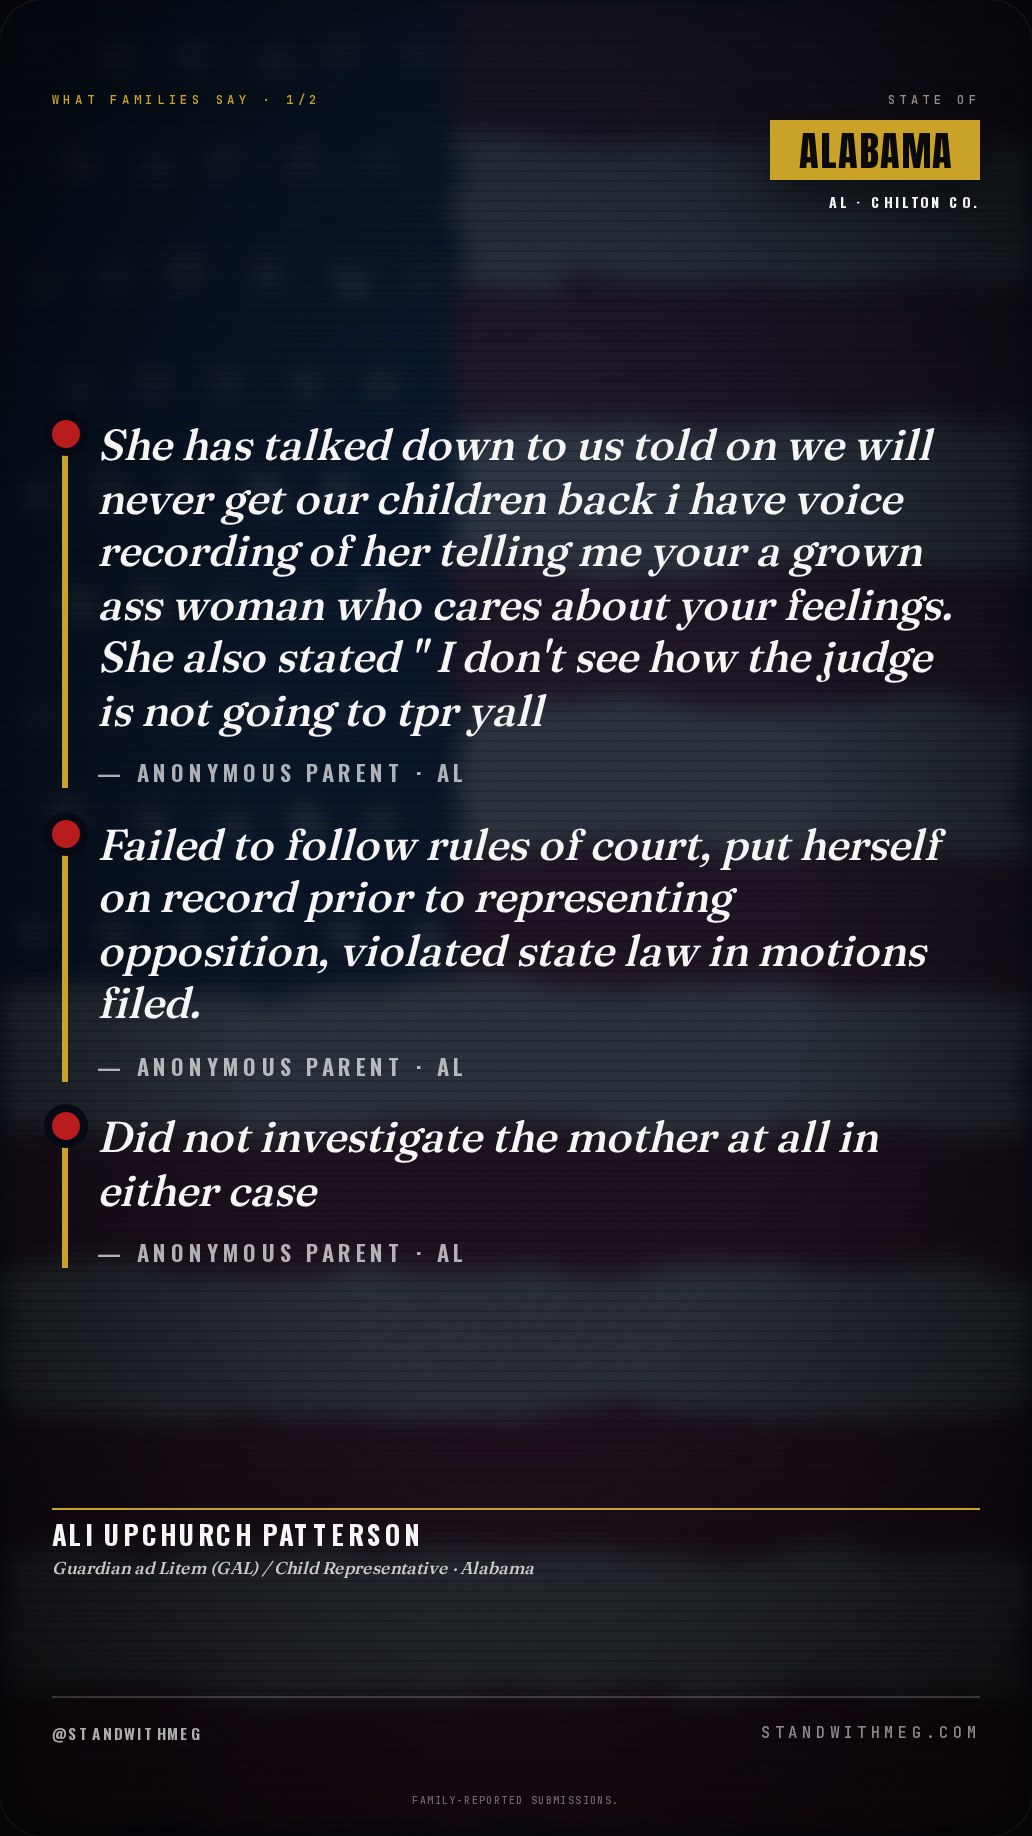 WHAT FAMILIES SAY · 1/2
STATE OF
ALABAMA
AL · CHILTON CO.
She has talked down to us told on we will
never get our children back i have voice
recording of her telling me your a grown
ass woman who cares about your feelings.
She also stated " I don't see how the judge
is not going to tpr yall
— ANONYMOUS PARENT · AL
Failed to follow rules of court, put herself
on record prior to representing
opposition, violated state law in motions
filed.
— ANONYMOUS PARENT · AL
Did not investigate the mother at all in
either case
— ANONYMOUS PARENT · AL
ALI UPCHURCH PATTERSON
Guardian ad Litem (GAL) / Child Representative · Alabama
@STANDWITHMEG
STANDWITHMEG.COM
FAMILY-REPORTED SUBMISSIONS.